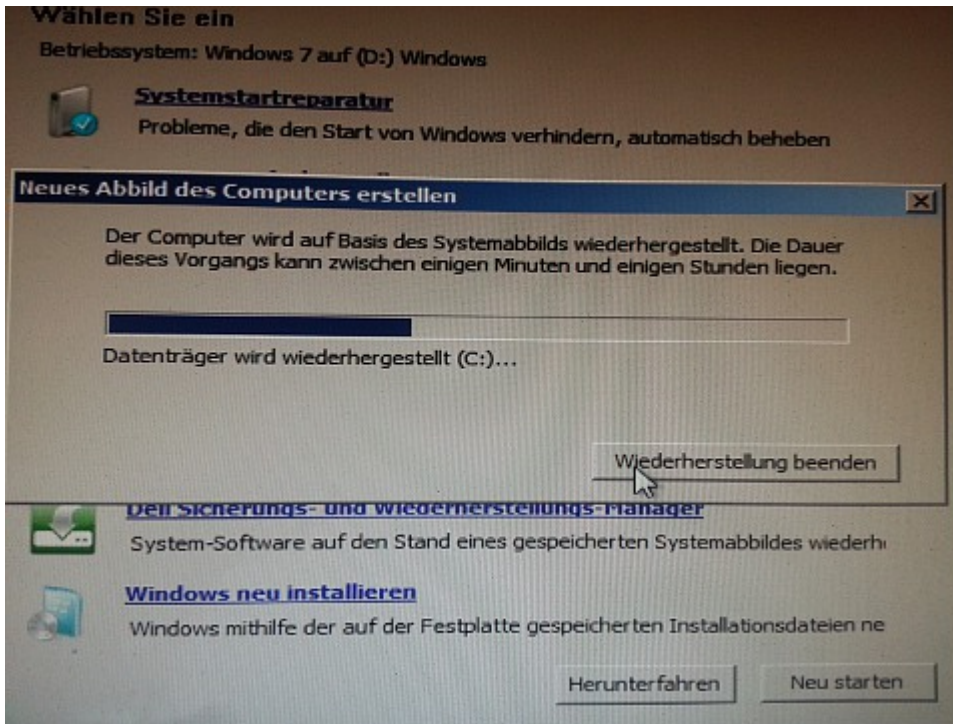 Wählen Sie ein
Betriebssystem: Windows 7 auf (D:) Windows
Systemstartreparatur
Probleme, die den Start von Windows verhindern, automatisch beheben
Neues Abbild des Computers erstellen
Der Computer wird auf Basis des Systemabbilds wiederhergestellt. Die Dauer
dieses Vorgangs kann zwischen einigen Minuten und einigen Stunden liegen.
Datenträger wird wiederhergestellt (C:)...
Wiederherstellung beenden
Dell Sicherungs- und Wiederherstellungs-Manager
System-Software auf den Stand eines gespeicherten Systemabbildes wiederh
Windows neu installieren
Windows mithilfe der auf der Festplatte gespeicherten Installationsdateien ne
Herunterfahren
Neu starten